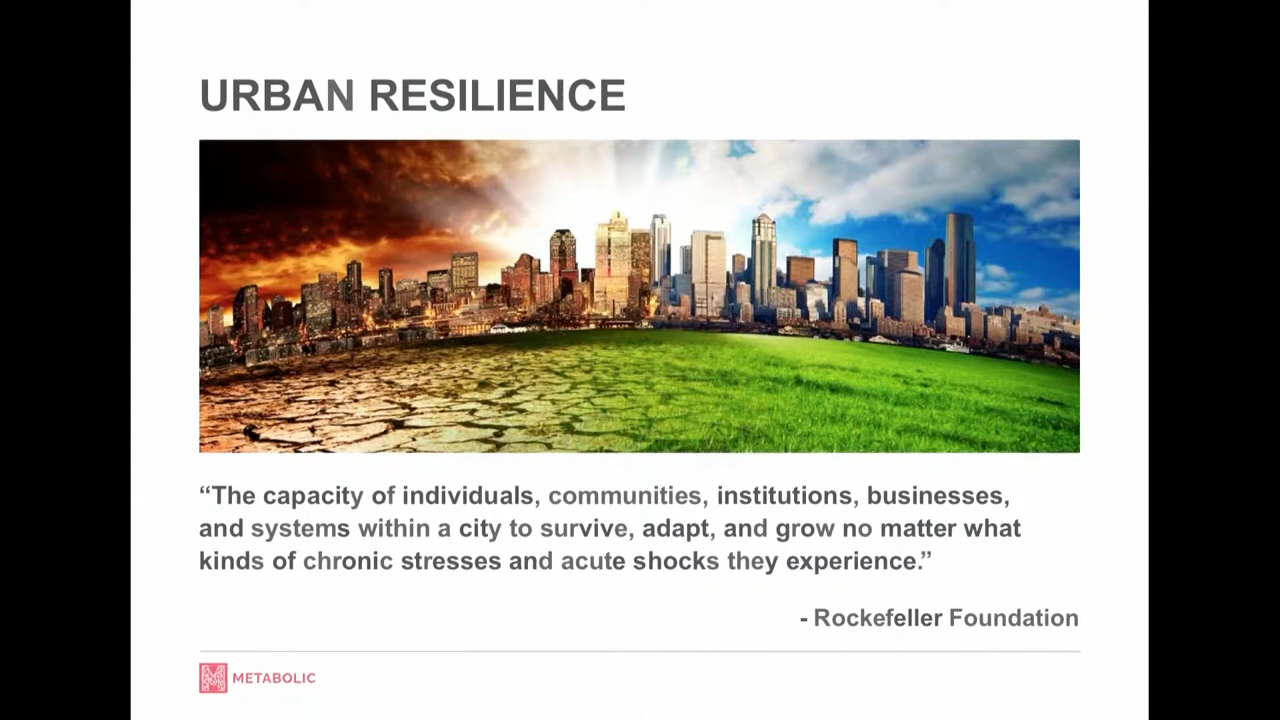 URBAN RESILIENCE
“The capacity of individuals, communities, institutions, businesses,
and systems within a city to survive, adapt, and grow no matter what
kinds of chronic stresses and acute shocks they experience.”
- Rockefeller Foundation
METABOLIC